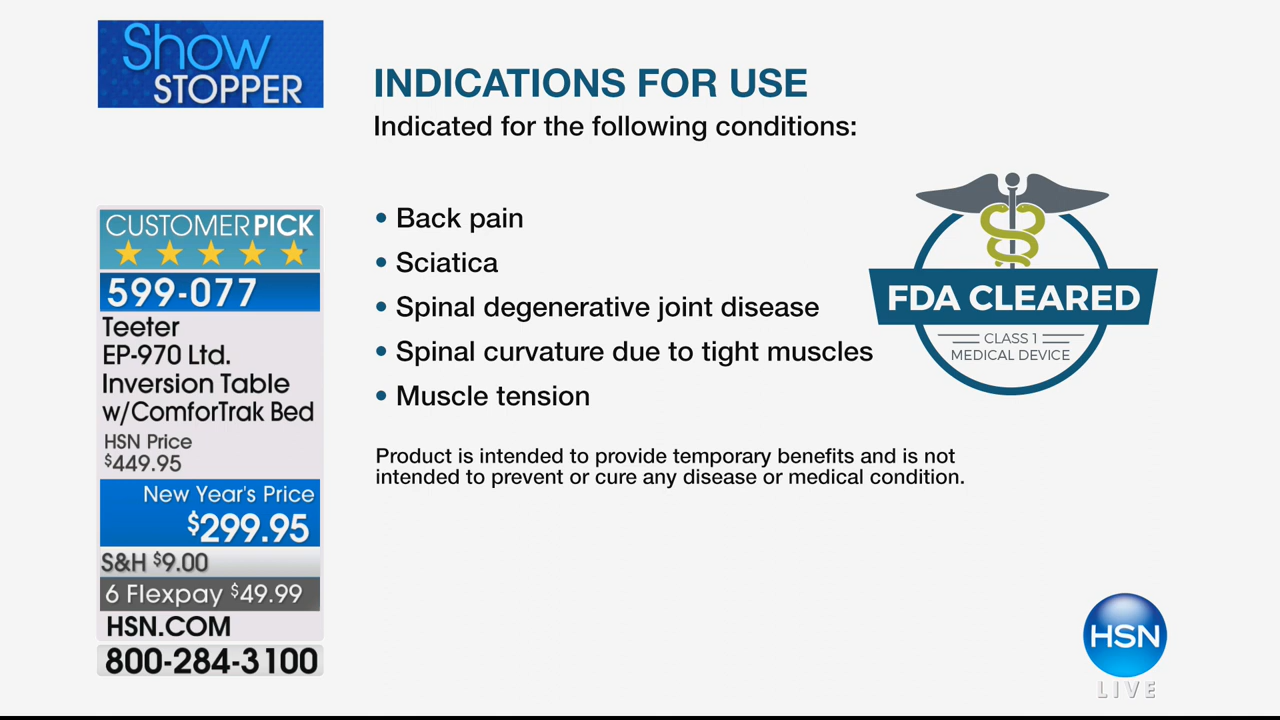 Show
STOPPER
INDICATIONS FOR USE
Indicated for the following conditions:
• Back pain
• Sciatica
• Spinal degenerative joint disease
• Spinal curvature due to tight muscles
• Muscle tension
Product is intended to provide temporary benefits and is not
intended to prevent or cure any disease or medical condition.
FDA CLEARED
CLASS 1
MEDICAL DEVICE
CUSTOMER PICK
599-077
Teeter
EP-970 Ltd.
Inversion Table
w/ComforTrak Bed
HSN Price
$449.95
New Year's Price
$299.95
S&H $9.00
6 Flexpay $49.99
HSN.COM
800-284-3100
HSN
LIVE